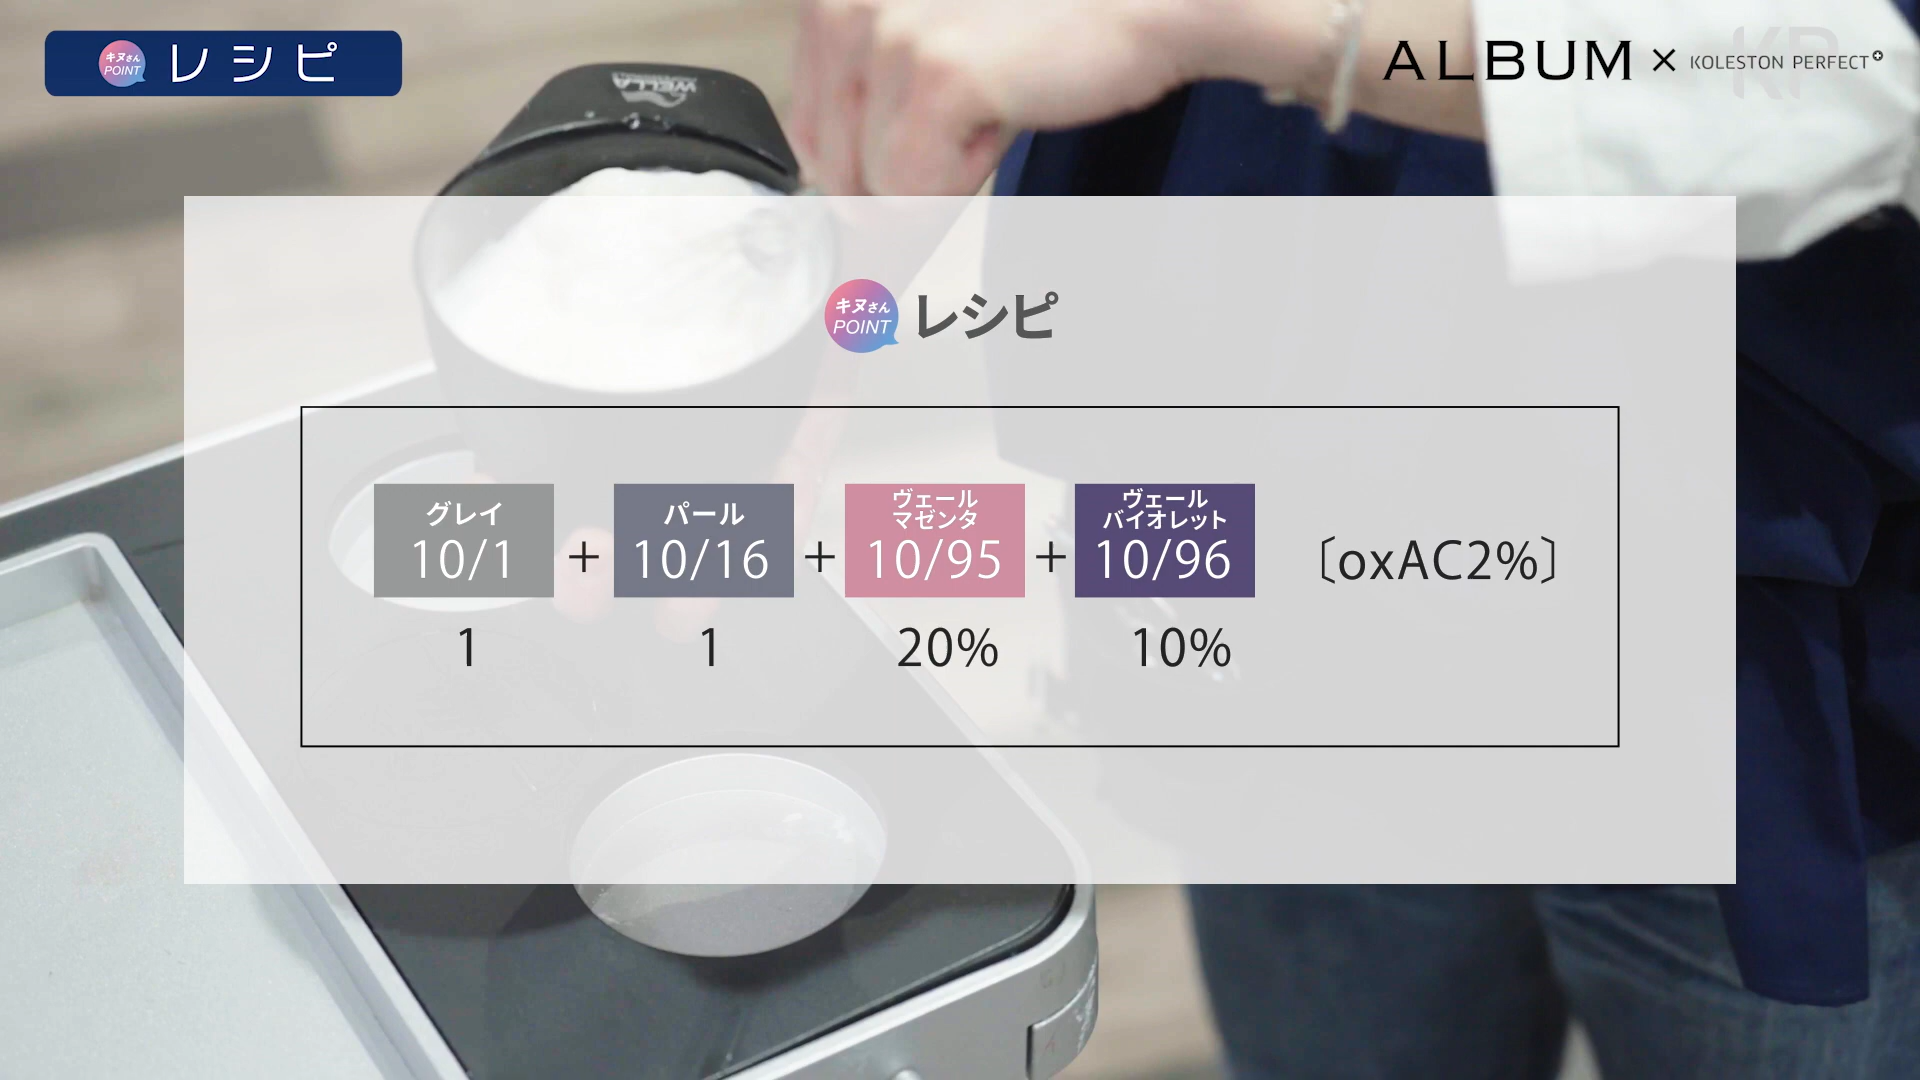 キヌさん
POINT
レシピ
ALBUM × KOLESTON PERFECT+
KP
WELLA
キヌさん
POINT
レシピ
グレイ
10/1
+
パール
10/16
+
ヴェール
マゼンタ
10/95
+
ヴェール
バイオレット
10/96
〔oxAC2%〕
1
1
20%
10%